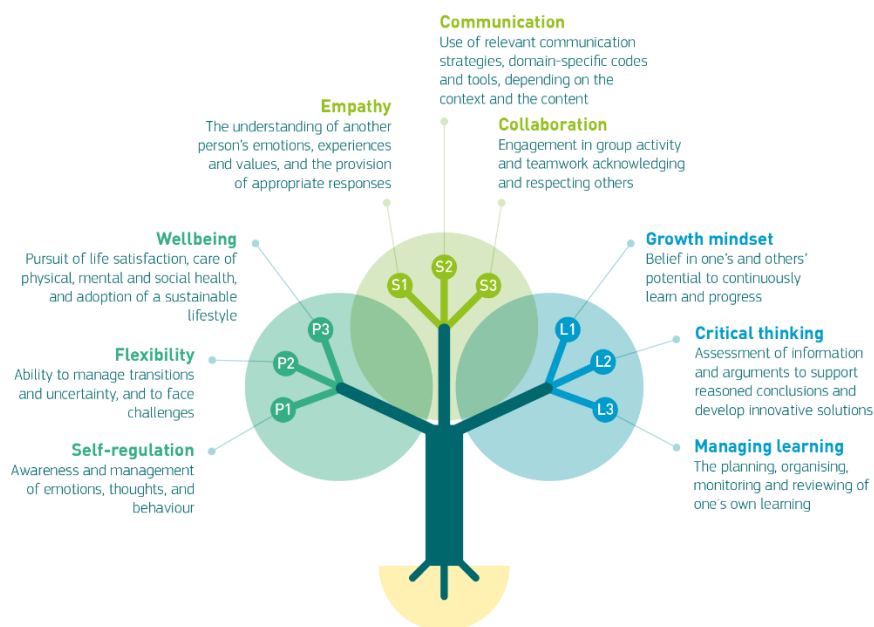 Communication
Use of relevant communication
strategies, domain-specific codes
and tools, depending on the
context and the content
Empathy
The understanding of another
person's emotions, experiences
and values, and the provision
of appropriate responses
Collaboration
Engagement in group activity
and teamwork acknowledging
and respecting others
Wellbeing
Pursuit of life satisfaction, care of
physical, mental and social health,
and adoption of a sustainable
lifestyle
Growth mindset
Belief in one's and others'
potential to continuously
learn and progress
Flexibility
Ability to manage transitions
and uncertainty, and to face
challenges
Critical thinking
Assessment of information
and arguments to support
reasoned conclusions and
develop innovative solutions
Self-regulation
Awareness and management
of emotions, thoughts, and
behaviour
Managing learning
The planning, organising,
monitoring and reviewing of
one's own learning
S1
S2
S3
P3
P2
P1
L1
L2
L3